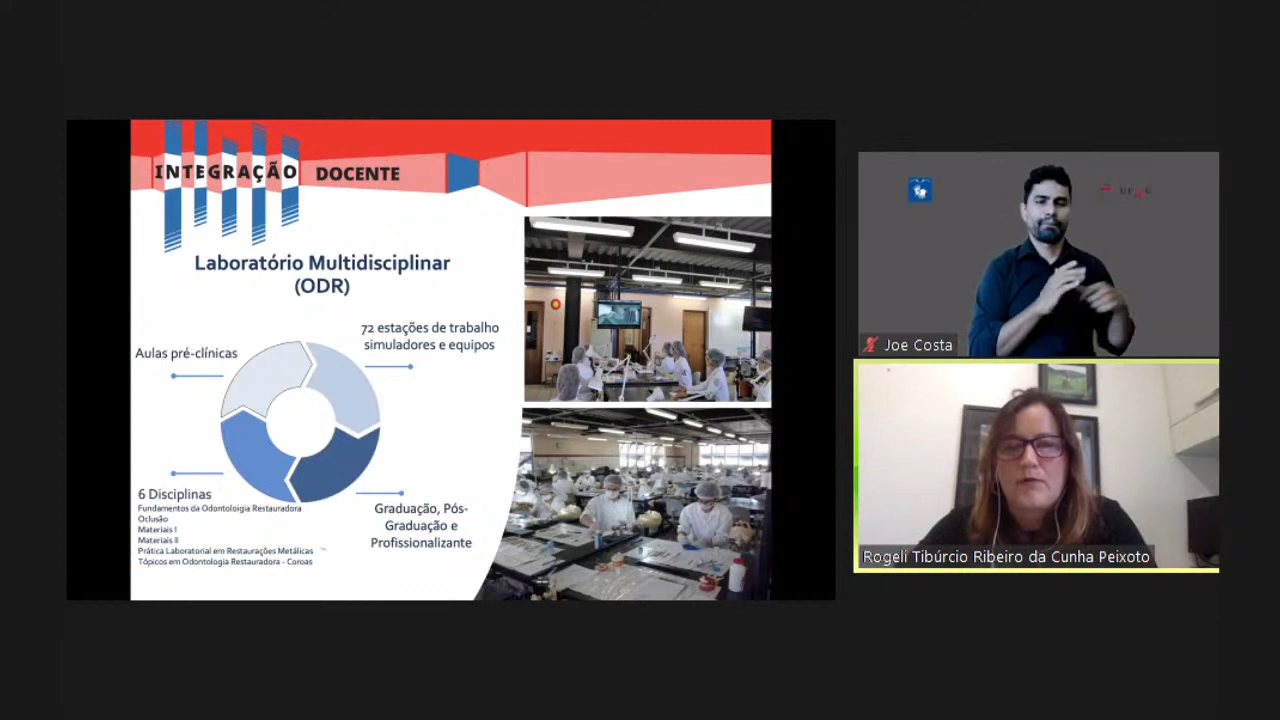 INTEGRAÇÃO DOCENTE
Laboratório Multidisciplinar
(ODR)
72 estações de trabalho
simuladores e equipos
Aulas pré-clínicas
6 Disciplinas
Fundamentos da Odontoloigia Restauradora
Oclusão
Materiais I
Materiais II
Prática Laboratorial em Restaurações Metálicas
Tópicos em Odontologia Restauradora - Coroas
Graduação, Pós-
Graduação e
Profissionalizante
Joe Costa
Rogeli Tibúrcio Ribeiro da Cunha Peixoto